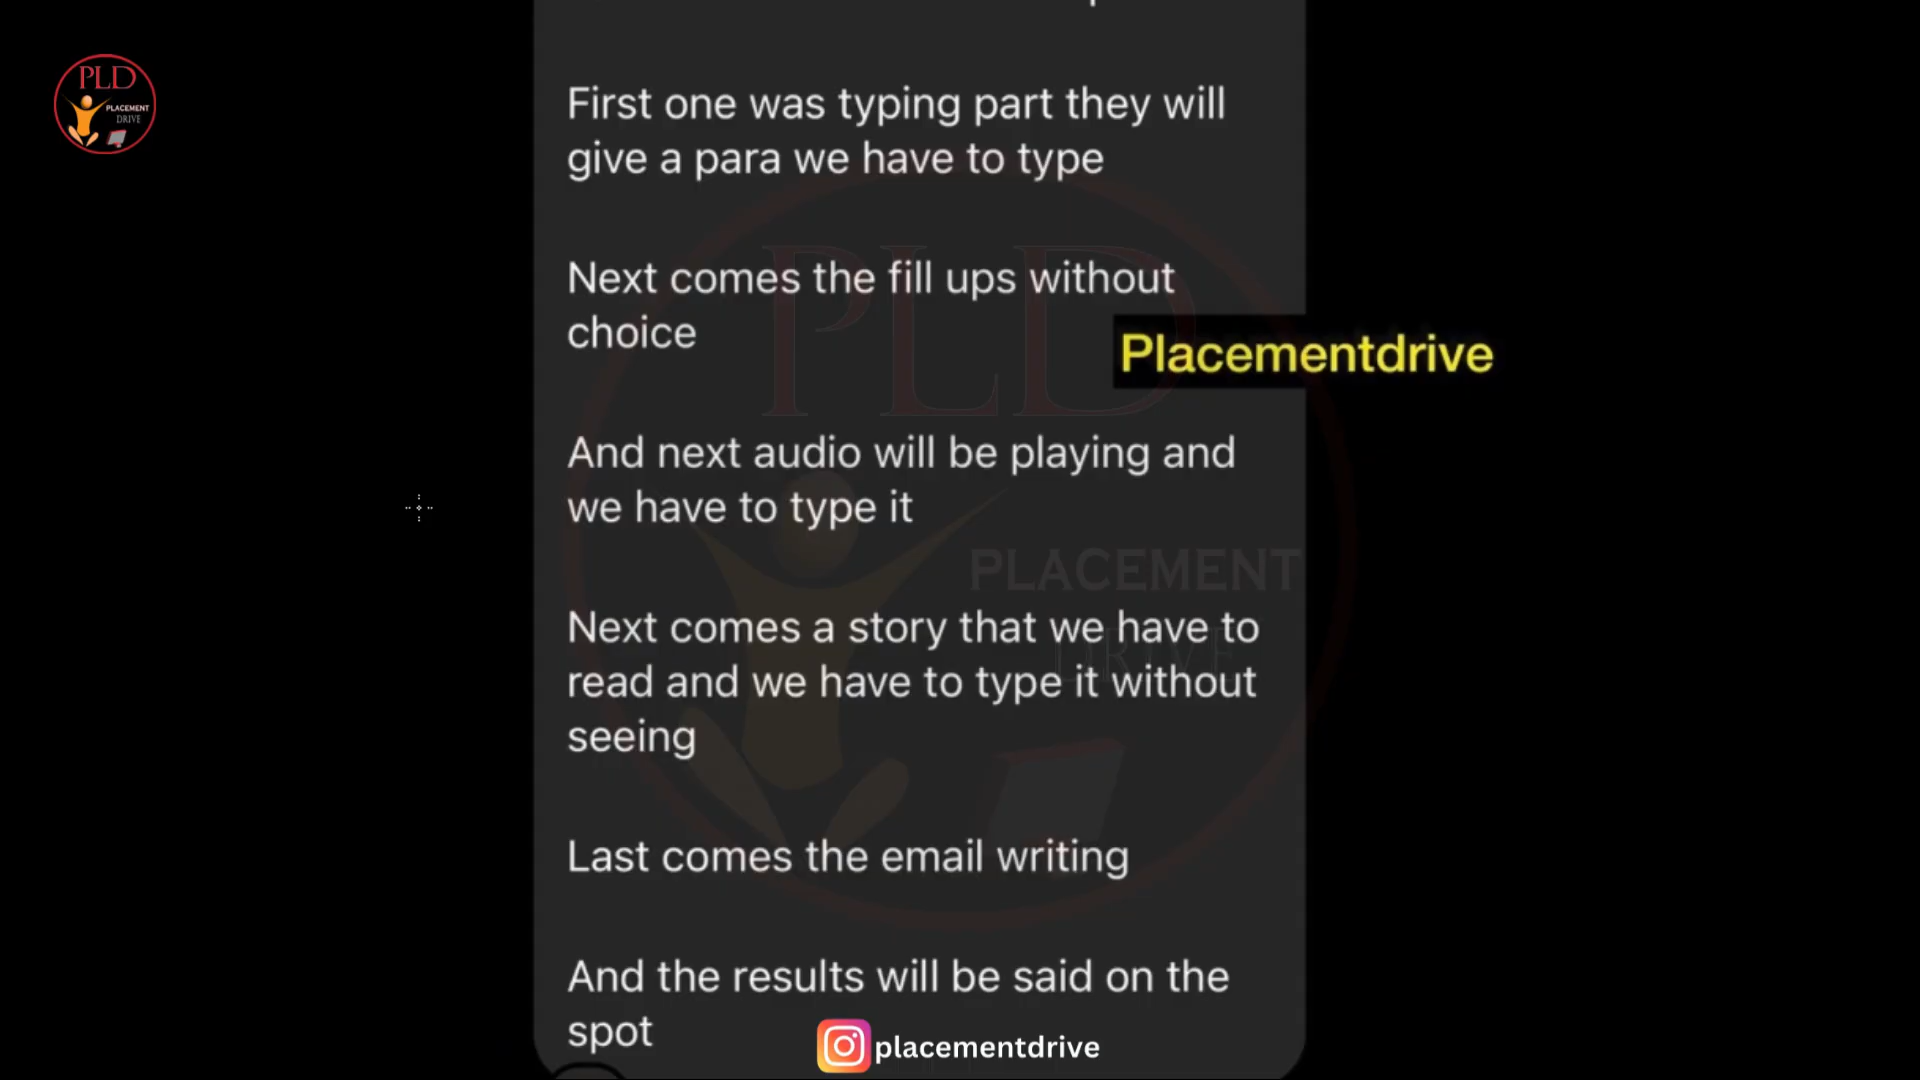 PLD
PLACEMENT
DRIVE
First one was typing part they will
give a para we have to type
Next comes the fill ups without
choice
Placementdrive
And next audio will be playing and
we have to type it
PLD
PLACEMENT
DRIVE
Next comes a story that we have to
read and we have to type it without
seeing
Last comes the email writing
And the results will be said on the
spot
placementdrive